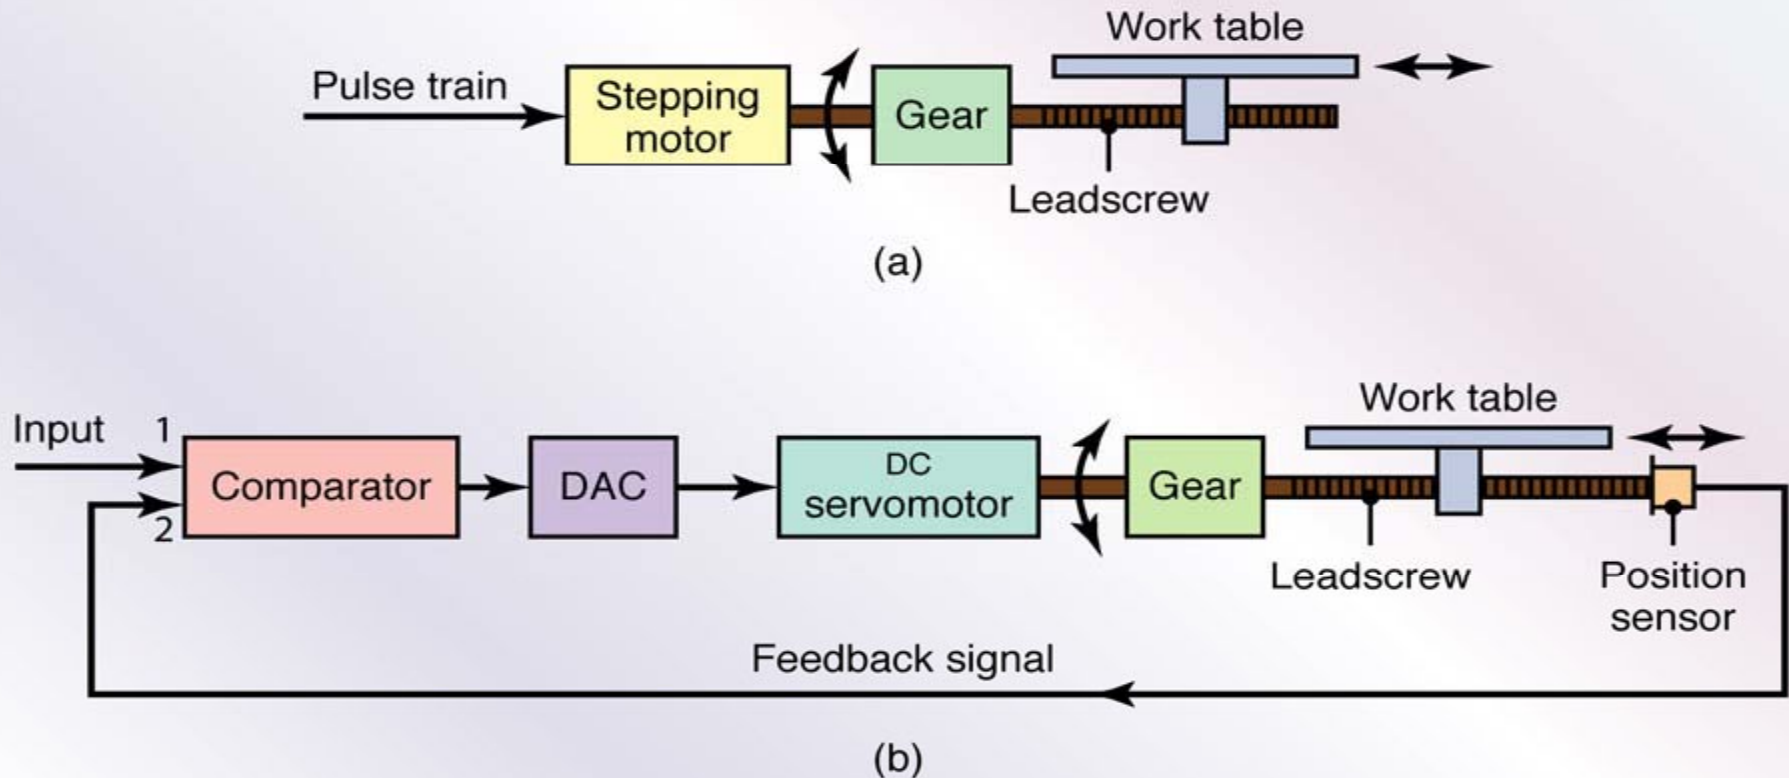 Work table
Pulse train
Stepping
motor
Gear
Leadscrew
(a)
Work table
Input
1
2
Comparator
DAC
DC
servomotor
Gear
Leadscrew
Position
sensor
Feedback signal
(b)